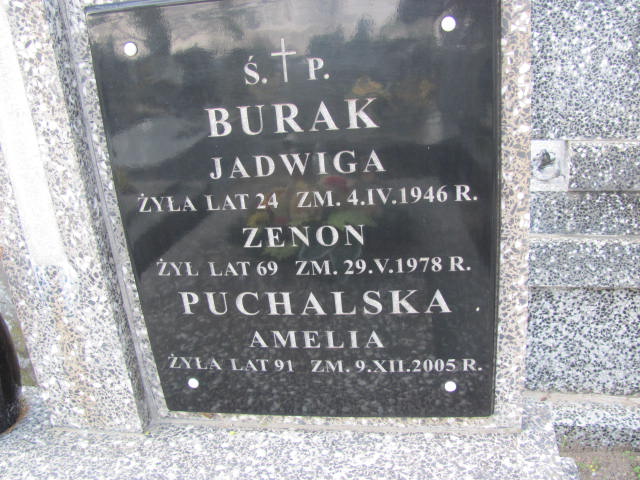 Ś. † P.
BURAK
JADWIGA
ŻYŁA LAT 24 ZM. 4.IV.1946 R.
ZENON
ŻYŁ LAT 69 ZM. 29.V.1978 R.
PUCHALSKA
AMELIA
ŻYŁA LAT 91 ZM. 9.XII.2005 R.